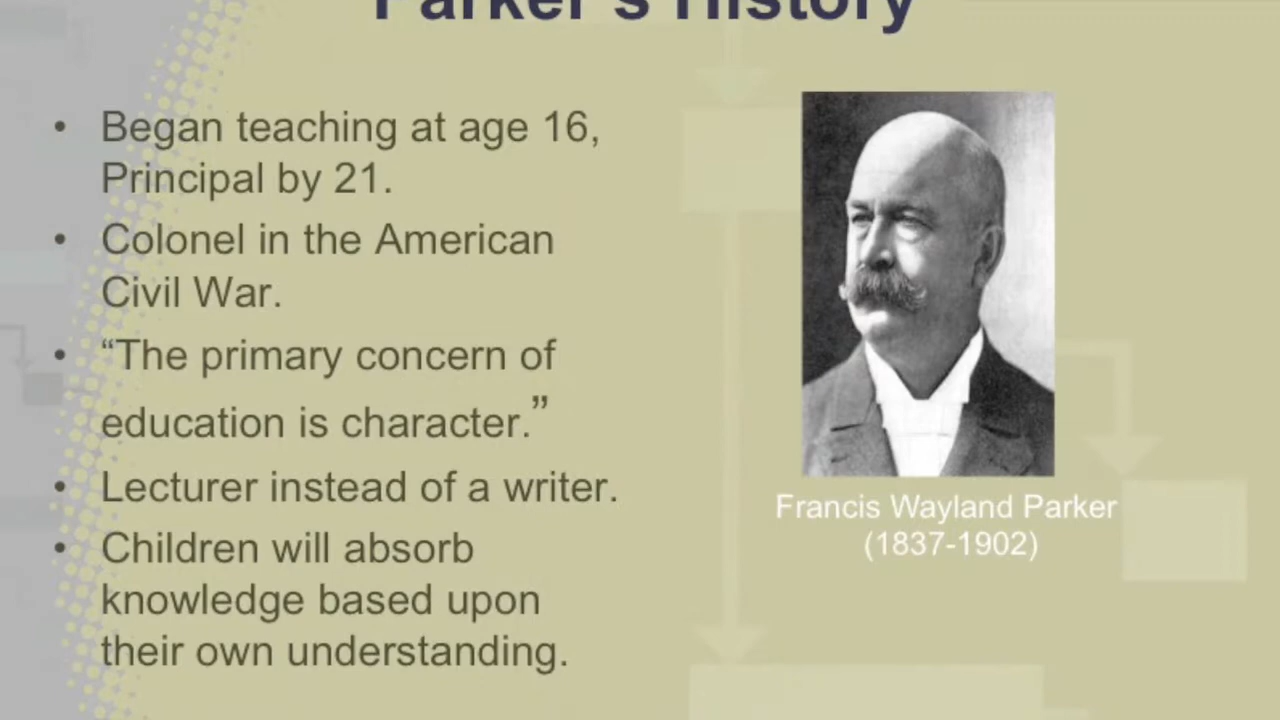 Parker's History
• Began teaching at age 16,
Principal by 21.
• Colonel in the American
Civil War.
• “The primary concern of
education is character.”
• Lecturer instead of a writer.
• Children will absorb
knowledge based upon
their own understanding.
Francis Wayland Parker
(1837-1902)